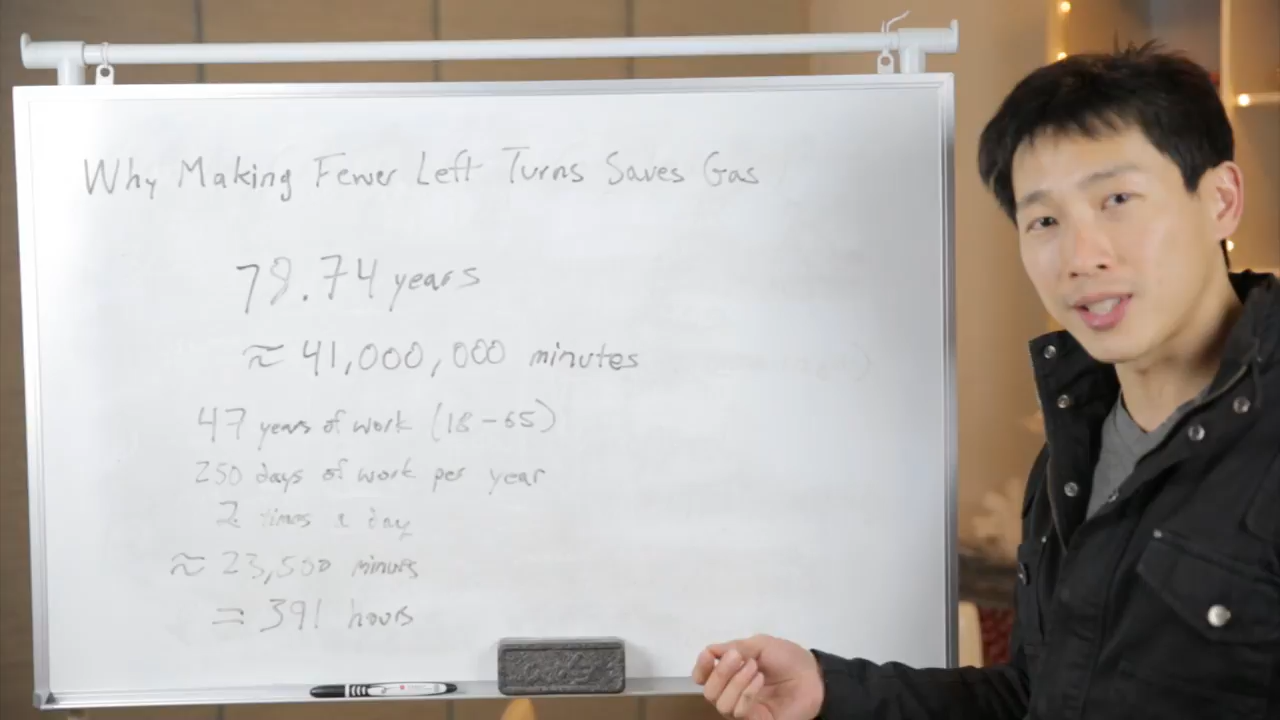 Why Making Fewer Left Turns Saves Gas
78.74 years
≈ 41,000,000 minutes
47 years of work (18-65)
250 days of work per year
2 times a day
≈ 23,500 minutes
= 391 hours